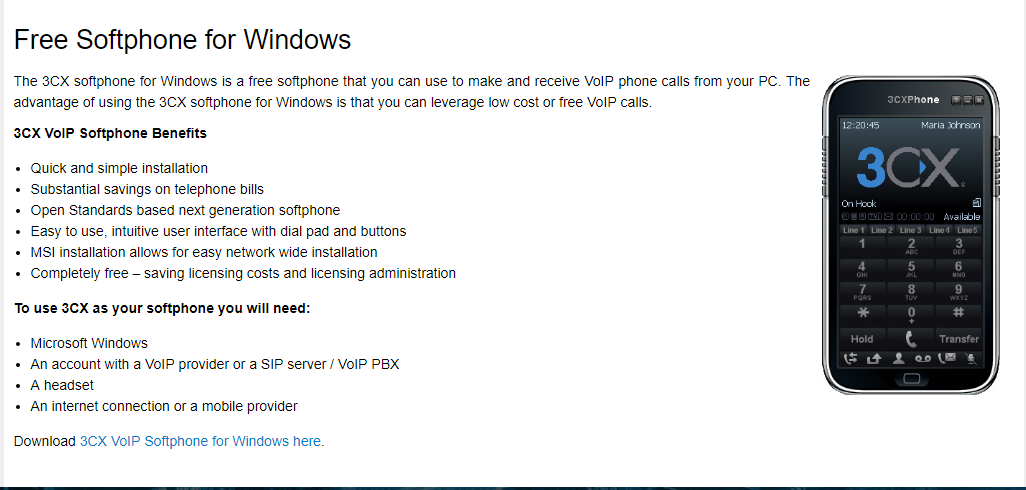 Free Softphone for Windows
The 3CX softphone for Windows is a free softphone that you can use to make and receive VoIP phone calls from your PC. The
advantage of using the 3CX softphone for Windows is that you can leverage low cost or free VoIP calls.
3CX VoIP Softphone Benefits
• Quick and simple installation
• Substantial savings on telephone bills
• Open Standards based next generation softphone
• Easy to use, intuitive user interface with dial pad and buttons
• MSI installation allows for easy network wide installation
• Completely free – saving licensing costs and licensing administration
To use 3CX as your softphone you will need:
• Microsoft Windows
• An account with a VoIP provider or a SIP server / VoIP PBX
• A headset
• An internet connection or a mobile provider
Download 3CX VoIP Softphone for Windows here.
3CXPhone
12:20:45 Maria Johnson
3CX
On Hook
00:00:00 Available
Line 1 Line 2 Line 3 Line 4 Line 5
1 2 3
ABC DEF
4 5 6
GHI JKL MNO
7 8 9
PQRS TUV WXYZ
* 0 #
+
Hold Transfer